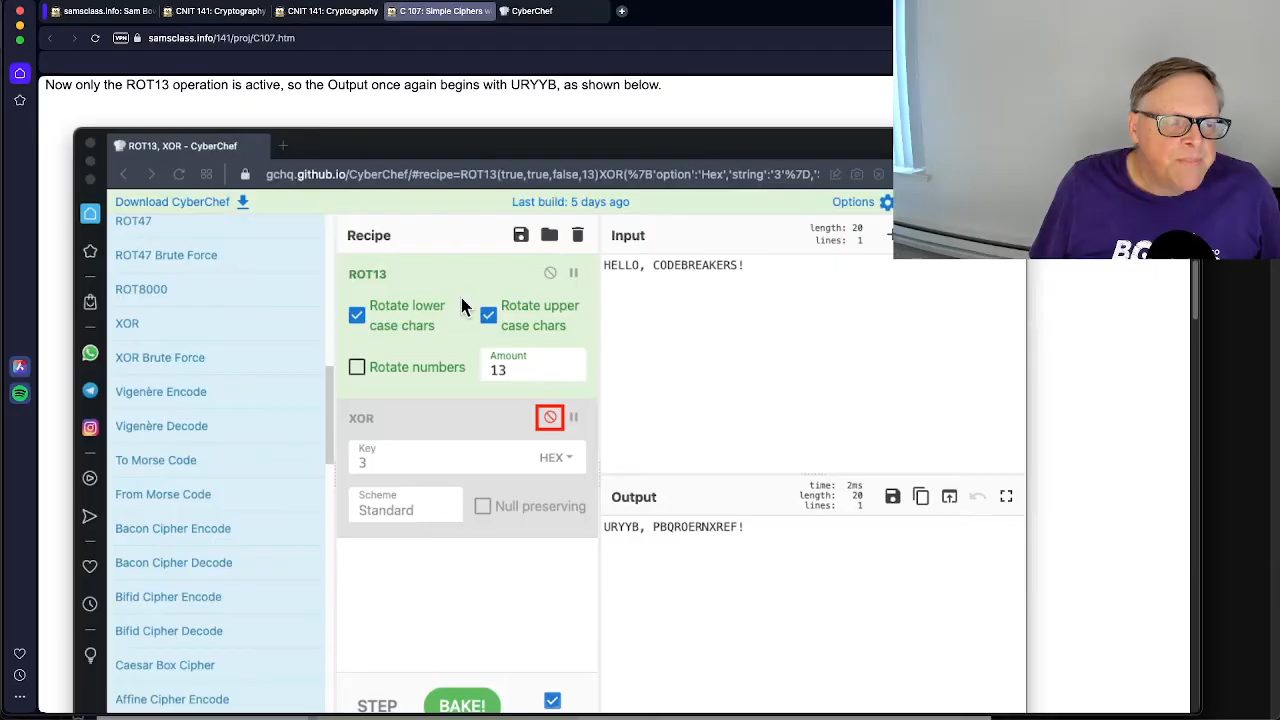 samsclass.info: Sam Bo
CNIT 141: Cryptography
CNIT 141: Cryptography
C 107: Simple Ciphers w
CyberChef
VPN
samsclass.info/141/proj/C107.htm
Now only the ROT13 operation is active, so the Output once again begins with URYYB, as shown below.
ROT13, XOR - CyberChef
gchq.github.io/CyberChef/#recipe=ROT13(true,true,false,13)XOR(%7B'option':'Hex','string':'3'%7D,'
Download CyberChef
Last build: 5 days ago
Options
ROT47
ROT47 Brute Force
ROT8000
XOR
XOR Brute Force
Vigenère Encode
Vigenère Decode
To Morse Code
From Morse Code
Bacon Cipher Encode
Bacon Cipher Decode
Bifid Cipher Encode
Bifid Cipher Decode
Caesar Box Cipher
Affine Cipher Encode
Recipe
ROT13
Rotate lower
case chars
Rotate upper
case chars
Rotate numbers
Amount
13
XOR
Key
3
HEX
Scheme
Standard
Null preserving
STEP
BAKE!
Input
length: 20
lines: 1
HELLO, CODEBREAKERS!
Output
time: 2ms
length: 20
lines: 1
URYYB, PBQROERNXREF!